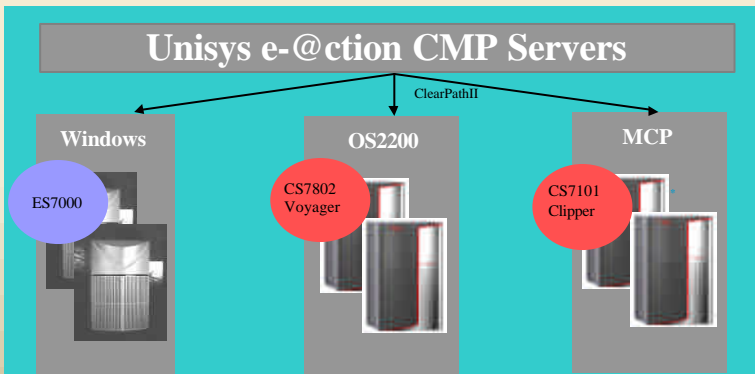 Unisys e-@ction CMP Servers
ClearPathII
Windows
OS2200
MCP
ES7000
CS7802
Voyager
CS7101
Clipper